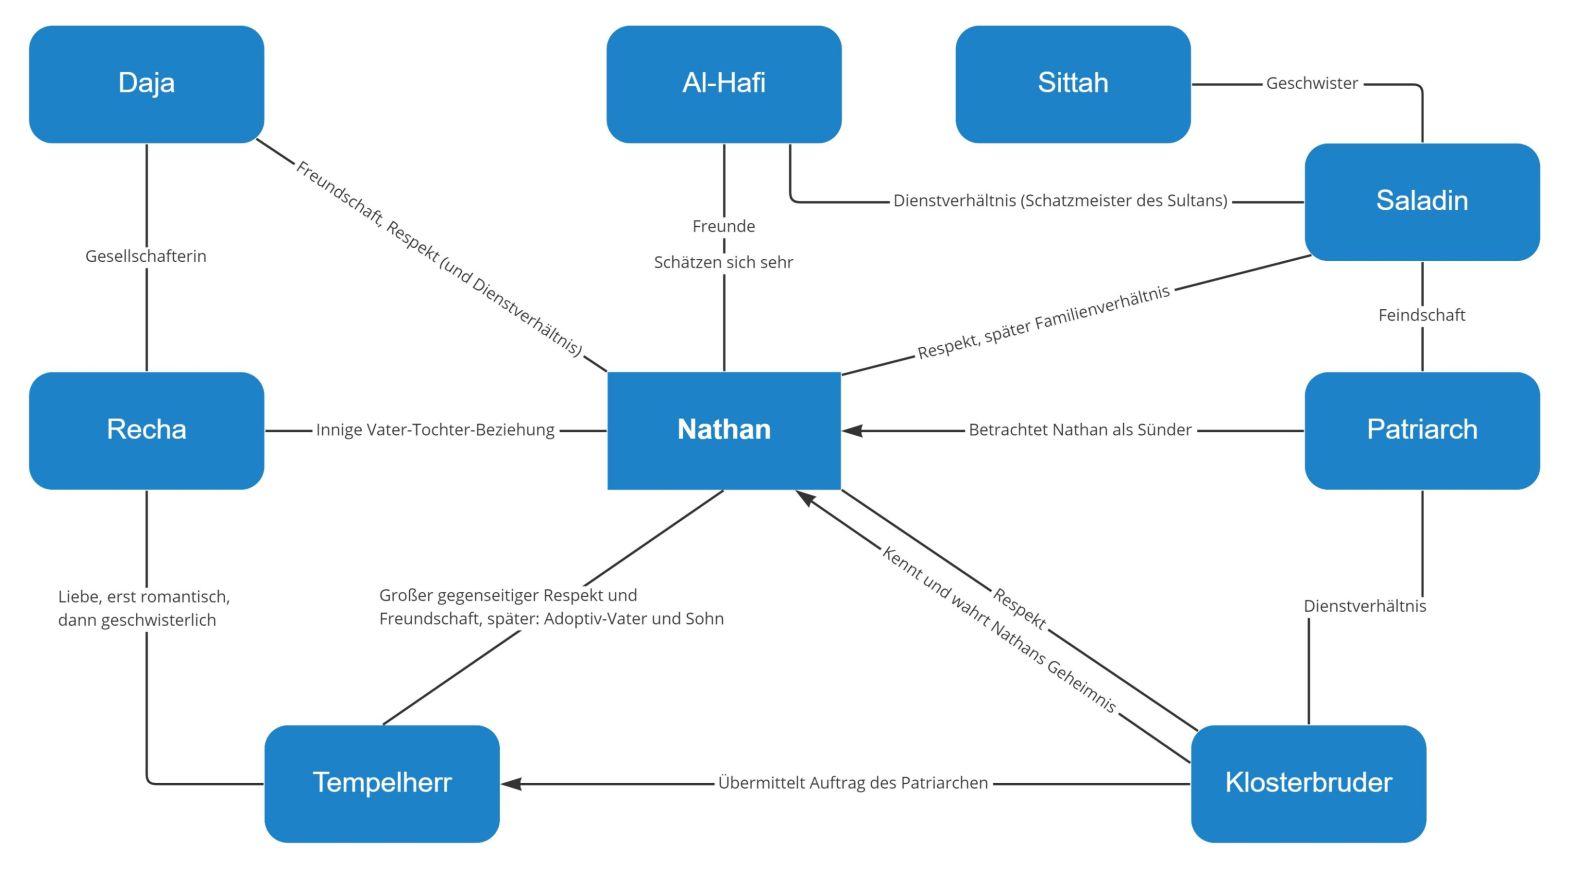 Daja
Al-Hafi
Sittah
Geschwister
Saladin
Freundschaft, Respekt (und Dienstverhältnis)
Dienstverhältnis (Schatzmeister des Sultans)
Gesellschafterin
Freunde
Schätzen sich sehr
Respekt, später Familienverhältnis
Feindschaft
Recha
Innige Vater-Tochter-Beziehung
Nathan
Betrachtet Nathan als Sünder
Patriarch
Liebe, erst romantisch,
dann geschwisterlich
Großer gegenseitiger Respekt und
Freundschaft, später: Adoptiv-Vater und Sohn
Respekt
Kennt und wahrt Nathans Geheimnis
Dienstverhältnis
Tempelherr
Übermittelt Auftrag des Patriarchen
Klosterbruder